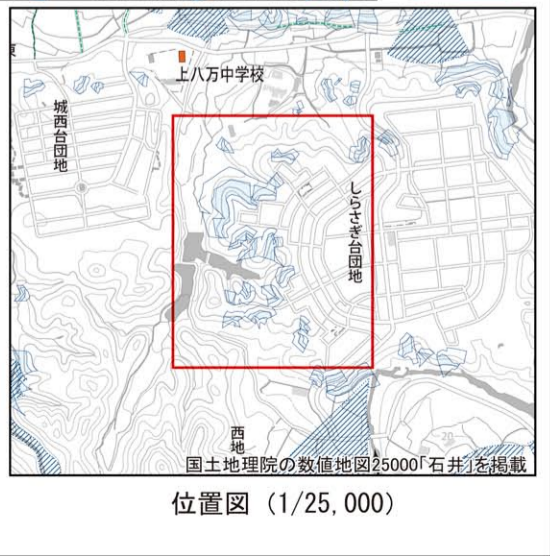 上八万中学校
城西台団地
しらさぎ台団地
西地
20
国土地理院の数値地図25000「石井」を掲載
位置図（1/25,000）